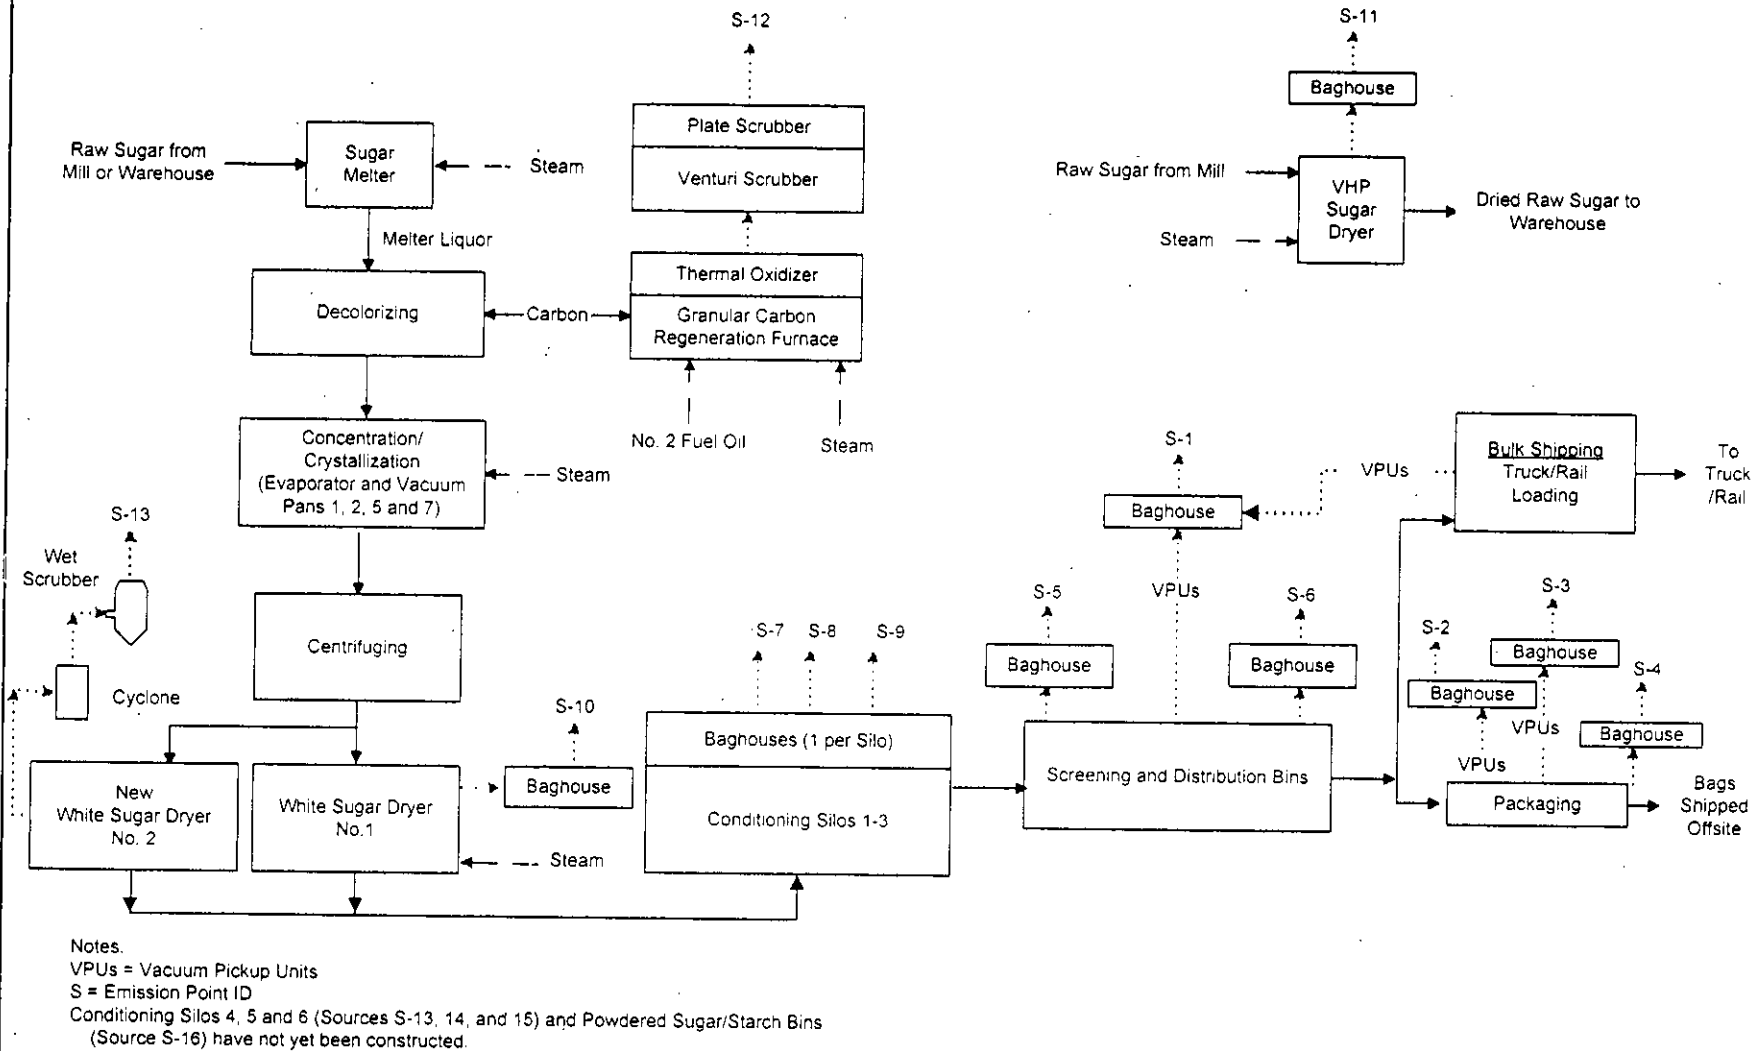 S-12
S-11
Baghouse
Plate Scrubber
Venturi Scrubber
Raw Sugar from
Mill or Warehouse
Sugar
Melter
Steam
Raw Sugar from Mill
Steam
VHP
Sugar
Dryer
Dried Raw Sugar to
Warehouse
Melter Liquor
Thermal Oxidizer
Granular Carbon
Regeneration Furnace
Decolorizing
Carbon
No. 2 Fuel Oil
Steam
Concentration/
Crystallization
(Evaporator and Vacuum
Pans 1, 2, 5 and 7)
Steam
S-1
Baghouse
VPUs
VPUs
Bulk Shipping
Truck/Rail
Loading
To
Truck
/Rail
S-13
Wet
Scrubber
Cyclone
Centrifuging
S-7
S-8
S-9
S-5
Baghouse
S-6
Baghouse
S-3
Baghouse
S-2
Baghouse
S-4
Baghouse
VPUs
VPUs
S-10
Baghouse
Baghouses (1 per Silo)
Conditioning Silos 1-3
Screening and Distribution Bins
Packaging
Bags
Shipped
Offsite
New
White Sugar Dryer
No. 2
White Sugar Dryer
No.1
Steam
Notes.
VPUs = Vacuum Pickup Units
S = Emission Point ID
Conditioning Silos 4, 5 and 6 (Sources S-13, 14, and 15) and Powdered Sugar/Starch Bins
(Source S-16) have not yet been constructed.